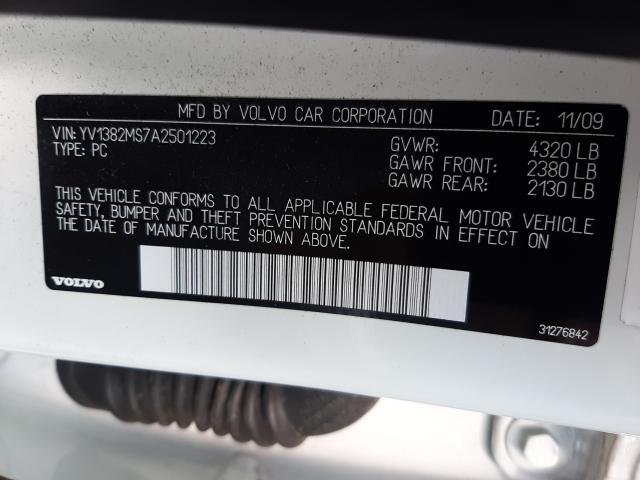 MFD BY VOLVO CAR CORPORATION DATE: 11/09
VIN: YV1382MS7A2501223 GVWR: 4320 LB
TYPE: PC GAWR FRONT: 2380 LB
GAWR REAR: 2130 LB
THIS VEHICLE CONFORMS TO ALL APPLICABLE FEDERAL MOTOR VEHICLE
SAFETY, BUMPER AND THEFT PREVENTION STANDARDS IN EFFECT ON
THE DATE OF MANUFACTURE SHOWN ABOVE.
VOLVO
31276842